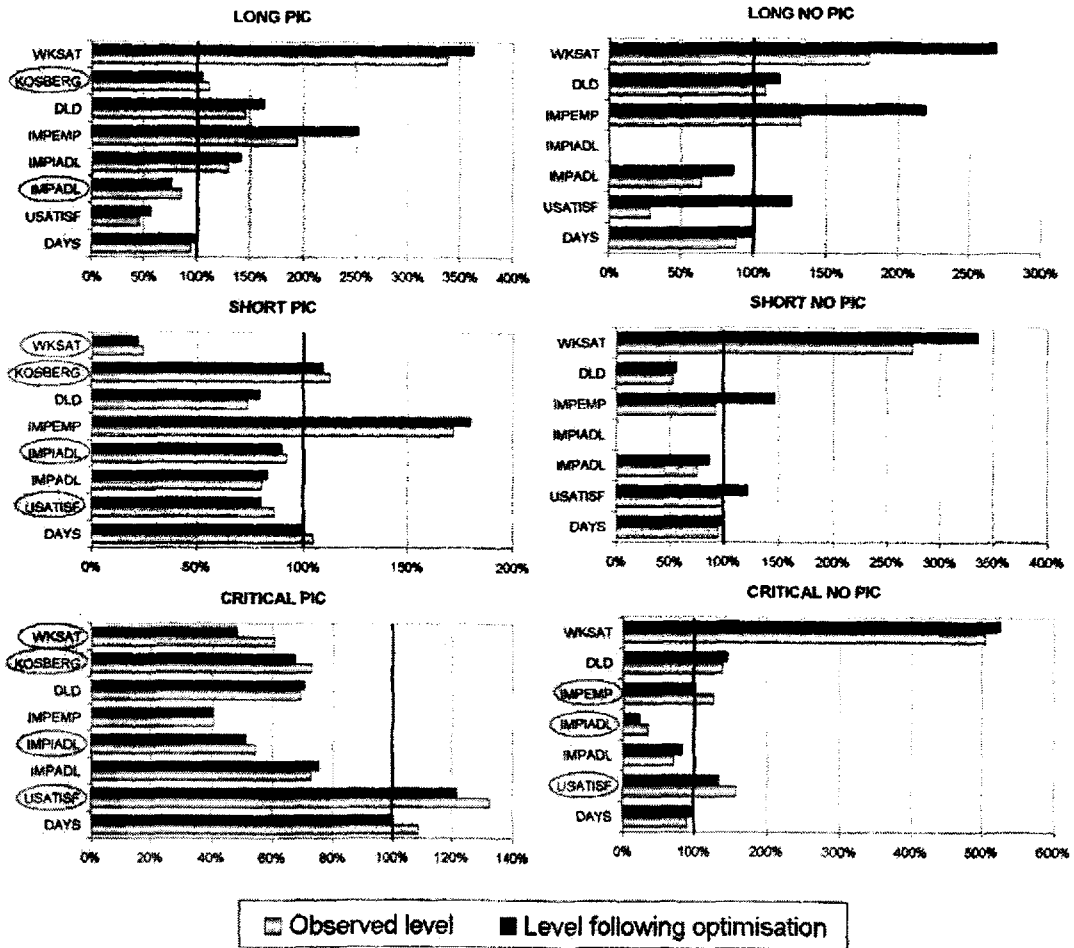 LONG PIC
WKSAT
KOSBERG
DLD
IMPEMP
IMPIADL
IMPADL
USATISF
DAYS
0% 50% 100% 150% 200% 250% 300% 350% 400%
LONG NO PIC
WKSAT
DLD
IMPEMP
IMPIADL
IMPADL
USATISF
DAYS
0% 50% 100% 150% 200% 250% 300%
SHORT PIC
WKSAT
KOSBERG
DLD
IMPEMP
IMPIADL
IMPADL
USATISF
DAYS
0% 50% 100% 150% 200%
SHORT NO PIC
WKSAT
DLD
IMPEMP
IMPIADL
IMPADL
USATISF
DAYS
0% 50% 100% 150% 200% 250% 300% 350% 400%
CRITICAL PIC
WKSAT
KOSBERG
DLD
IMPEMP
IMPIADL
IMPADL
USATISF
DAYS
0% 20% 40% 60% 80% 100% 120% 140%
CRITICAL NO PIC
WKSAT
DLD
IMPEMP
IMPIADL
IMPADL
USATISF
DAYS
0% 100% 200% 300% 400% 500% 600%
Observed level Level following optimisation